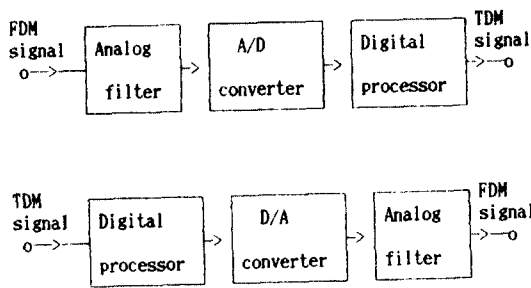 FDM
signal
Analog
filter
A/D
converter
Digital
processor
TDM
signal
TDM
signal
Digital
processor
D/A
converter
Analog
filter
FDM
signal